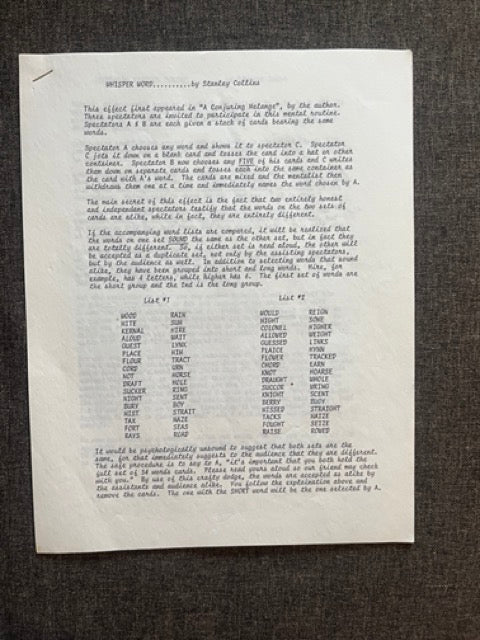 WHISPER WORD..........by Stanley Collins
This effect first appeared in "A Conjuring Melange", by the author.
Three spectators are invited to participate in this mental routine.
Spectators A & B are each given a stack of cards bearing the same
words.
Spectator A chooses any word and shows it to spectator C. Spectator
C jots it down on a blank card and tosses the card into a hat or other
container. Spectator B now chooses any FIVE of his cards and C writes
them down on separate cards and tosses each into the same container as
the card with A's word. The cards are mixed and the mentalist then
withdraws them one at a time and immediately names the word chosen by A.
The main secret of this effect is the fact that two entirely honest
and independent spectators testify that the words on the two sets of
cards are alike, while in fact, they are entirely different.
If the accompanying word lists are compared, it will be realized that
the words on one set SOUND the same as the other set, but in fact they
are totally different. So, if either set is read aloud, the other will
be accepted as a duplicate set, not only by the assisting spectators,
but by the audience as well. In addition to selecting words that sound
alike, they have been grouped into short and long words. Hire, for
example, has 4 letters, while higher has 6. The first set of words are
the short group and the 2nd is the long group.
List #1 List #2
WOOD RAIN WOULD REIGN
HITE SUN HIGHT SONE
KERNAL HIRE COLONEL HIGHER
ALOUD WAIT ALLOWED WEIGHT
GUEST LYNX GUESSED LINKS
PLACE HIM PLAICE HYMN
FLOUR TRACT FLOWER TRACKED
CORD URN CHORD EARN
NOT HORSE KNOT HOARSE
DRAFT HOLE DRAUGHT WHOLE
SUCKER RING SUCCOR WRING
NIGHT SENT KNIGHT SCENT
BURY BOY BERRY BUOY
MIST STRAIT MISSED STRAIGHT
TAX MAZE TACKS MAIZE
FORT SEAS FOUGHT SEIZE
RAYS ROAD RAISE ROWED
It would be psychologically unsound to suggest that both sets are the
same, for that immediately suggests to the audience that they are different.
The safe procedure is to say to A, "it's important that you both hold the
full set of 34 words cards. Please read yours aloud so our friend may check
with you." By use of this crafty dodge, the words are accepted as alike by
the assistants and audience alike. You follow the explaination above and
remove the cards. The one with the SHORT word will be the one selected by A.